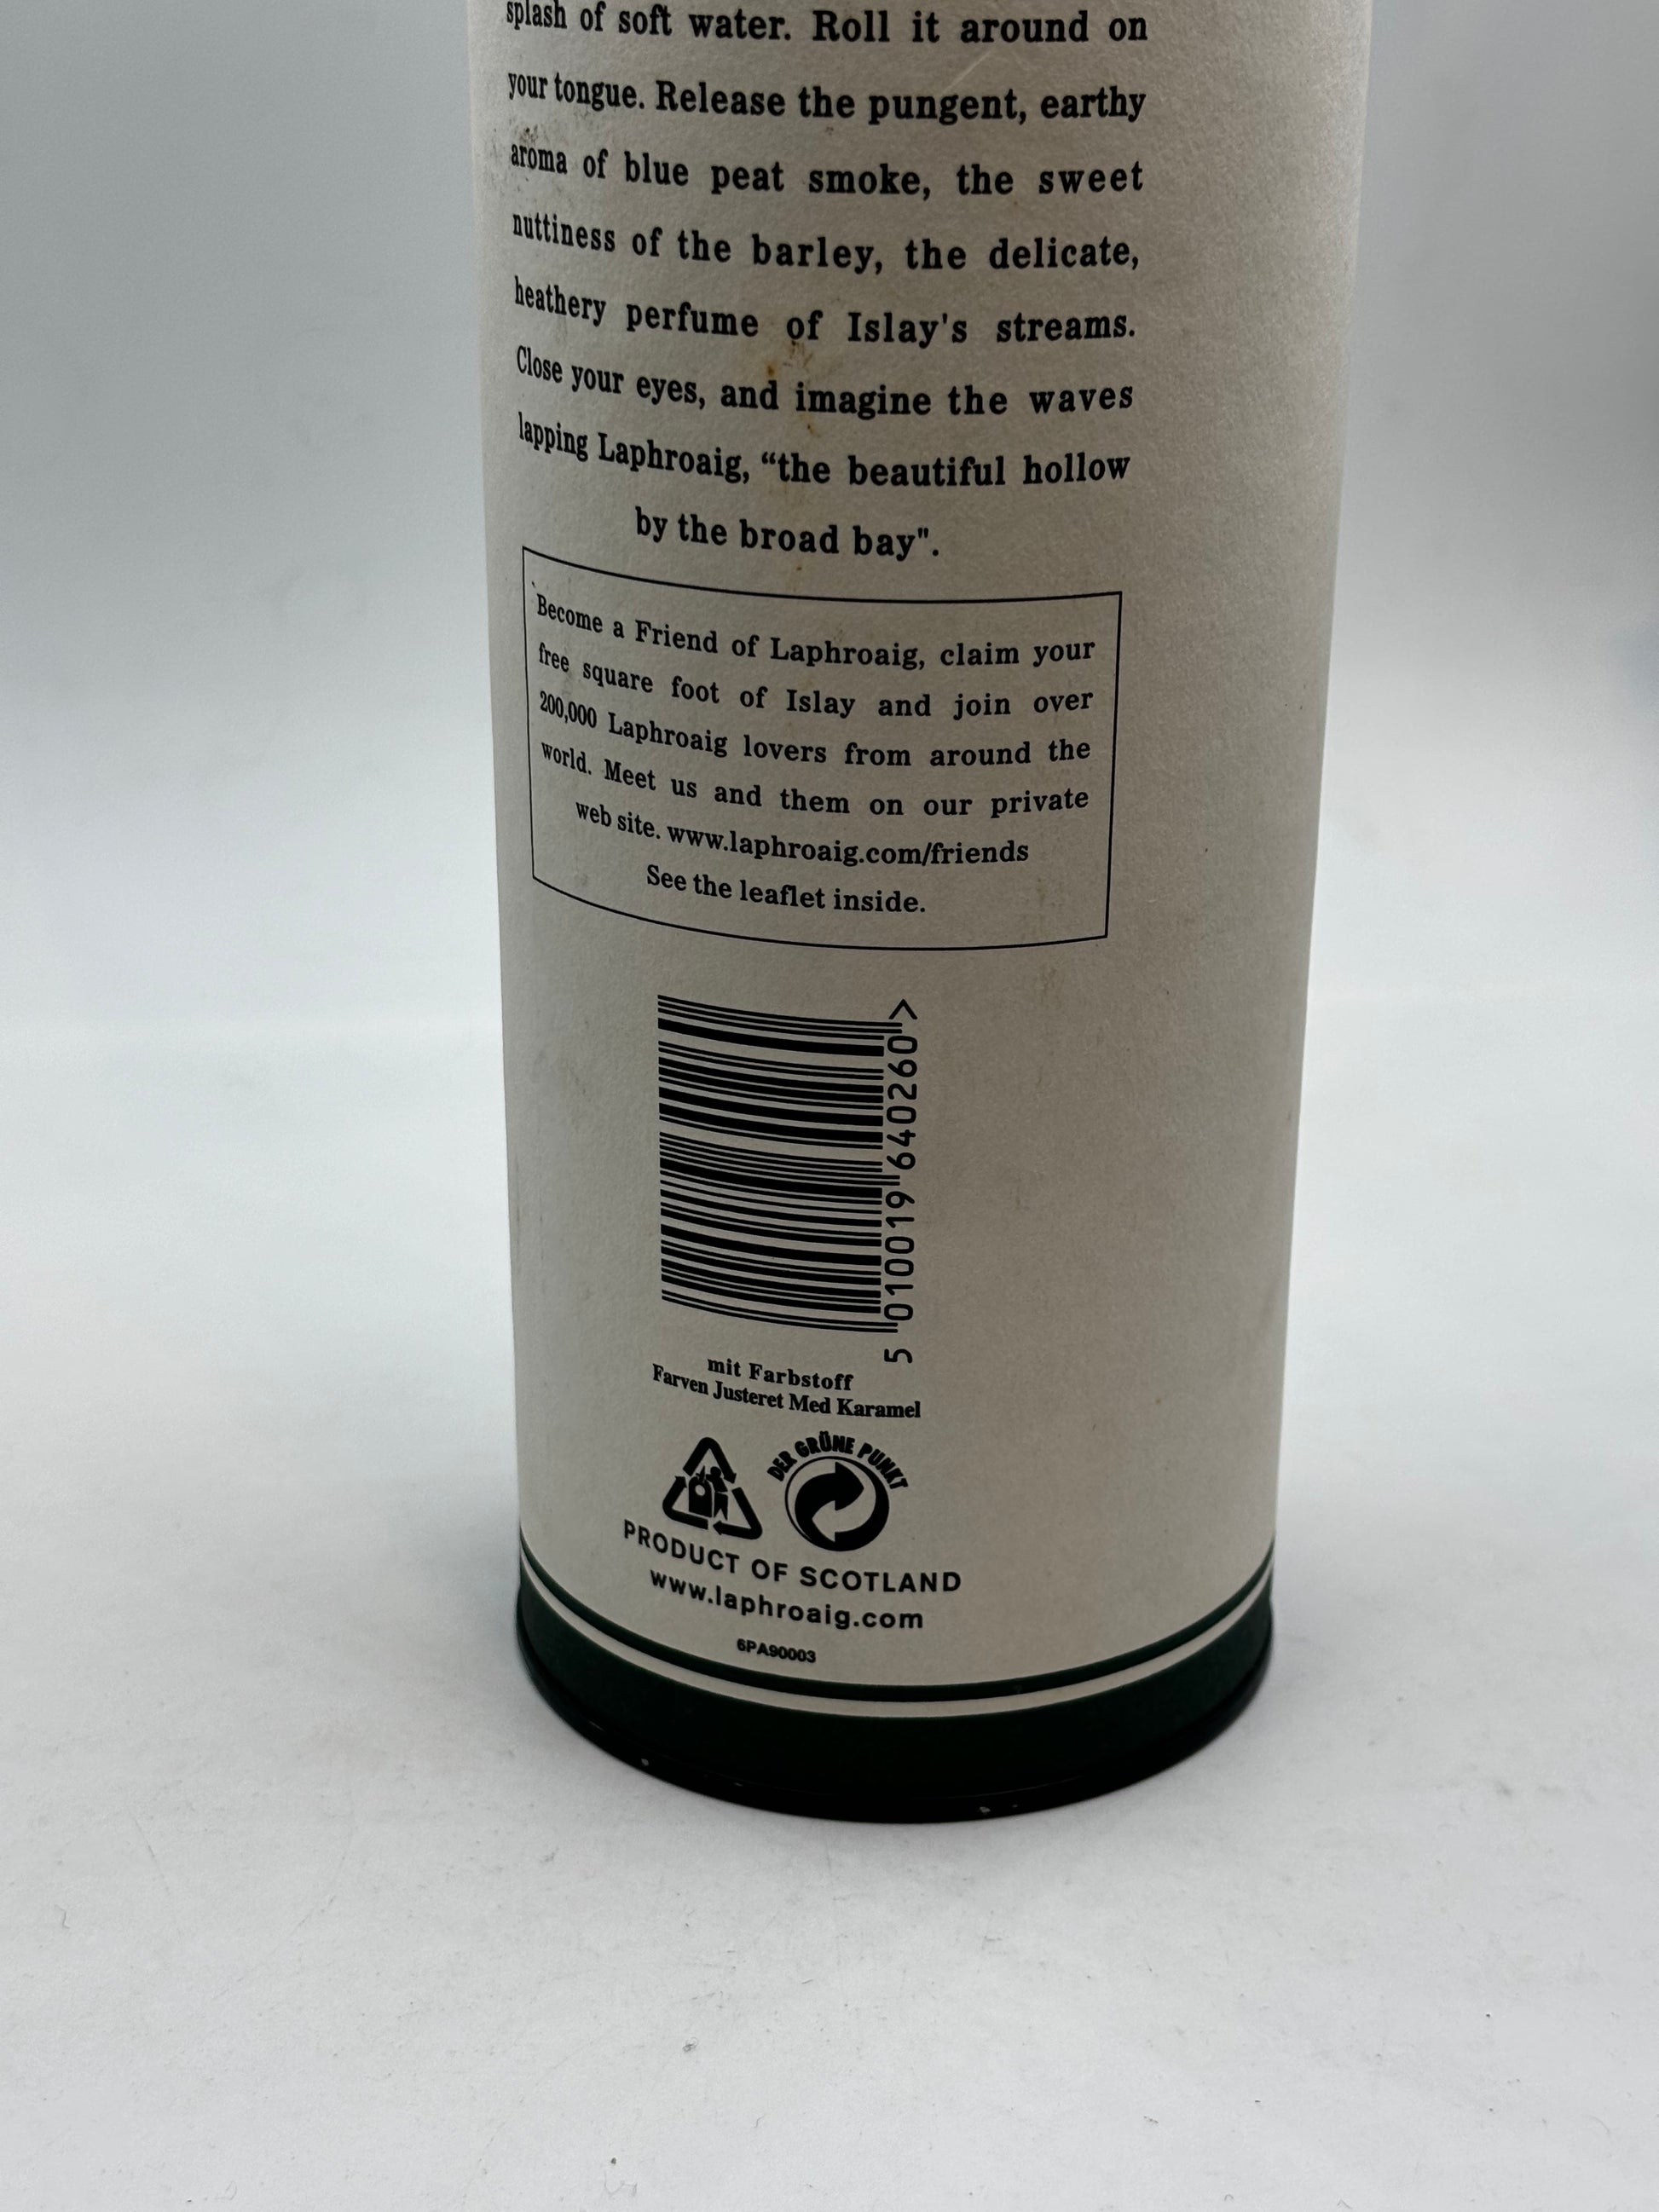 splash of soft water. Roll it around on
your tongue. Release the pungent, earthy
aroma of blue peat smoke, the sweet
nuttiness of the barley, the delicate,
heathery perfume of Islay's streams.
Close your eyes, and imagine the waves
lapping Laphroaig, “the beautiful hollow
by the broad bay".
Become a Friend of Laphroaig, claim your
free square foot of Islay and join over
200,000 Laphroaig lovers from around the
world. Meet us and them on our private
web site. www.laphroaig.com/friends
See the leaflet inside.
5 010019 640260 >
mit Farbstoff
Farven Justeret Med Karamel
DER GRÜNE PUNKT
PRODUCT OF SCOTLAND
www.laphroaig.com
6PA90003